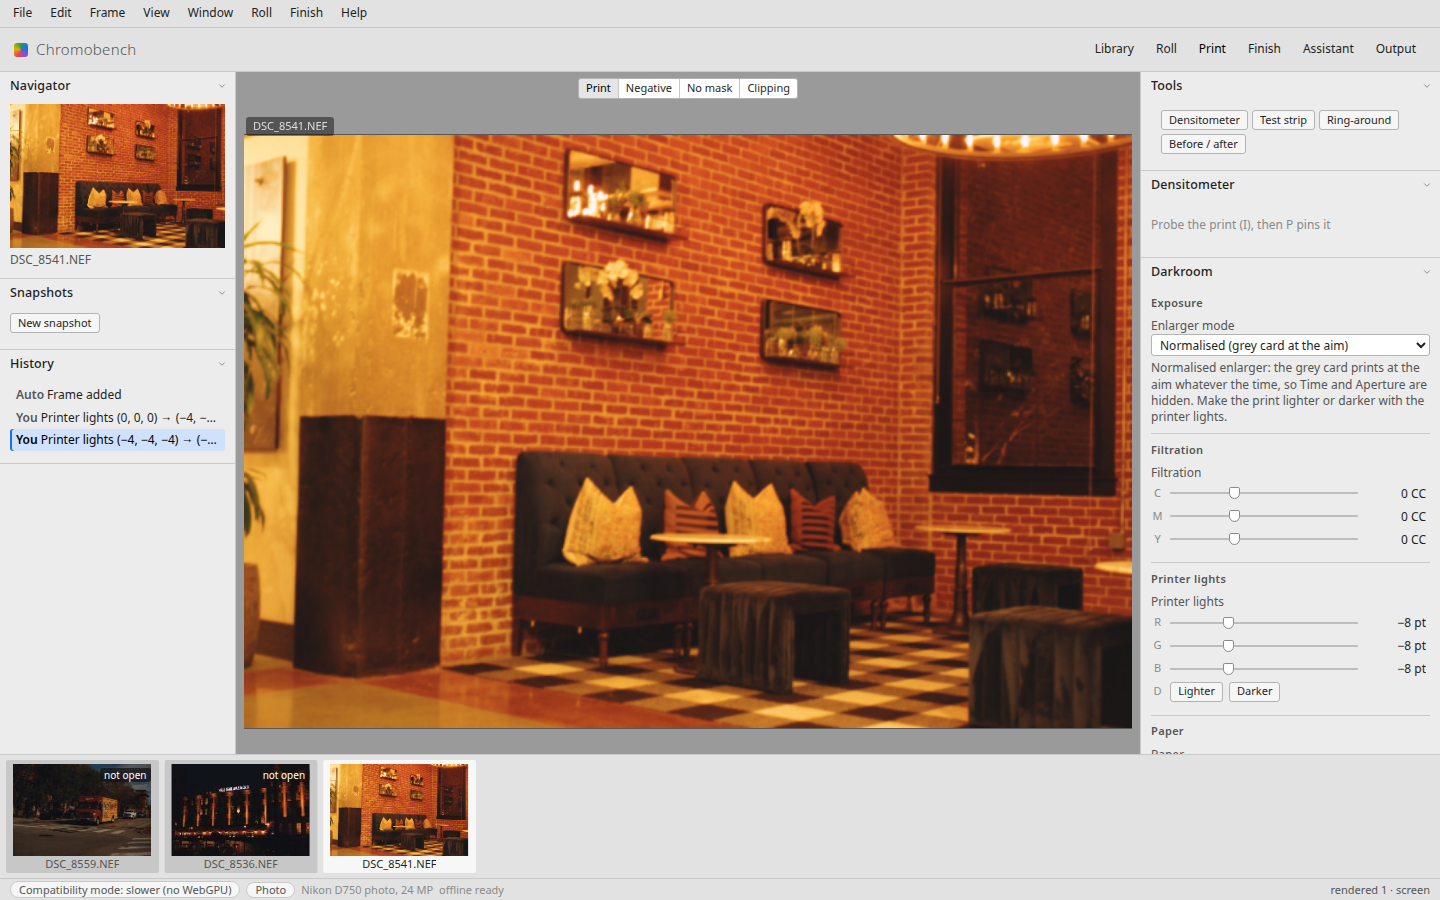 File Edit Frame View Window Roll Finish Help
Chromobench
Library Roll Print Finish Assistant Output
Navigator
DSC_8541.NEF
Snapshots
New snapshot
History
Auto Frame added
You Printer lights (0, 0, 0) → (−4, −...
You Printer lights (−4, −4, −4) → (−...
Print Negative No mask Clipping
DSC_8541.NEF
Tools
Densitometer Test strip Ring-around
Before / after
Densitometer
Probe the print (I), then P pins it
Darkroom
Exposure
Enlarger mode
Normalised (grey card at the aim)
Normalised enlarger: the grey card prints at the
aim whatever the time, so Time and Aperture are
hidden. Make the print lighter or darker with the
printer lights.
Filtration
Filtration
C 0 CC
M 0 CC
Y 0 CC
Printer lights
Printer lights
R −8 pt
G −8 pt
B −8 pt
D Lighter Darker
Paper
Paper
not open not open
DSC_8559.NEF DSC_8536.NEF DSC_8541.NEF
Compatibility mode: slower (no WebGPU) Photo Nikon D750 photo, 24 MP offline ready rendered 1 · screen